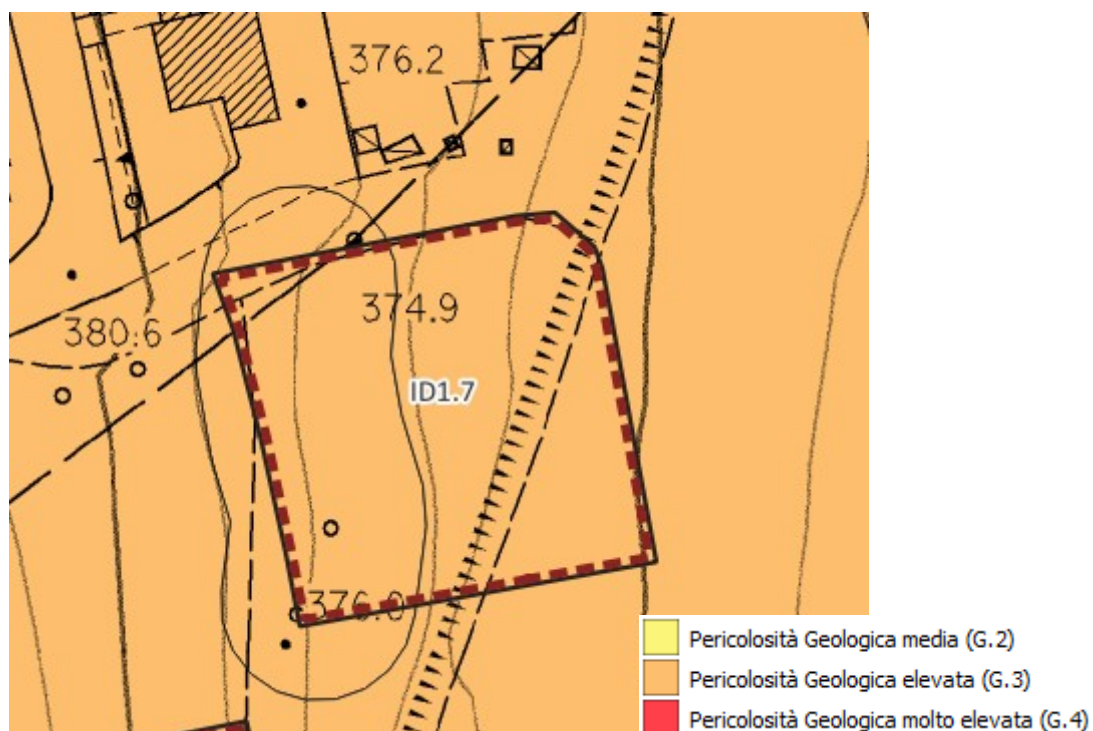 376.2
374.9
380.6
ID1.7
376.0
Pericolosità Geologica media (G.2)
Pericolosità Geologica elevata (G.3)
Pericolosità Geologica molto elevata (G.4)